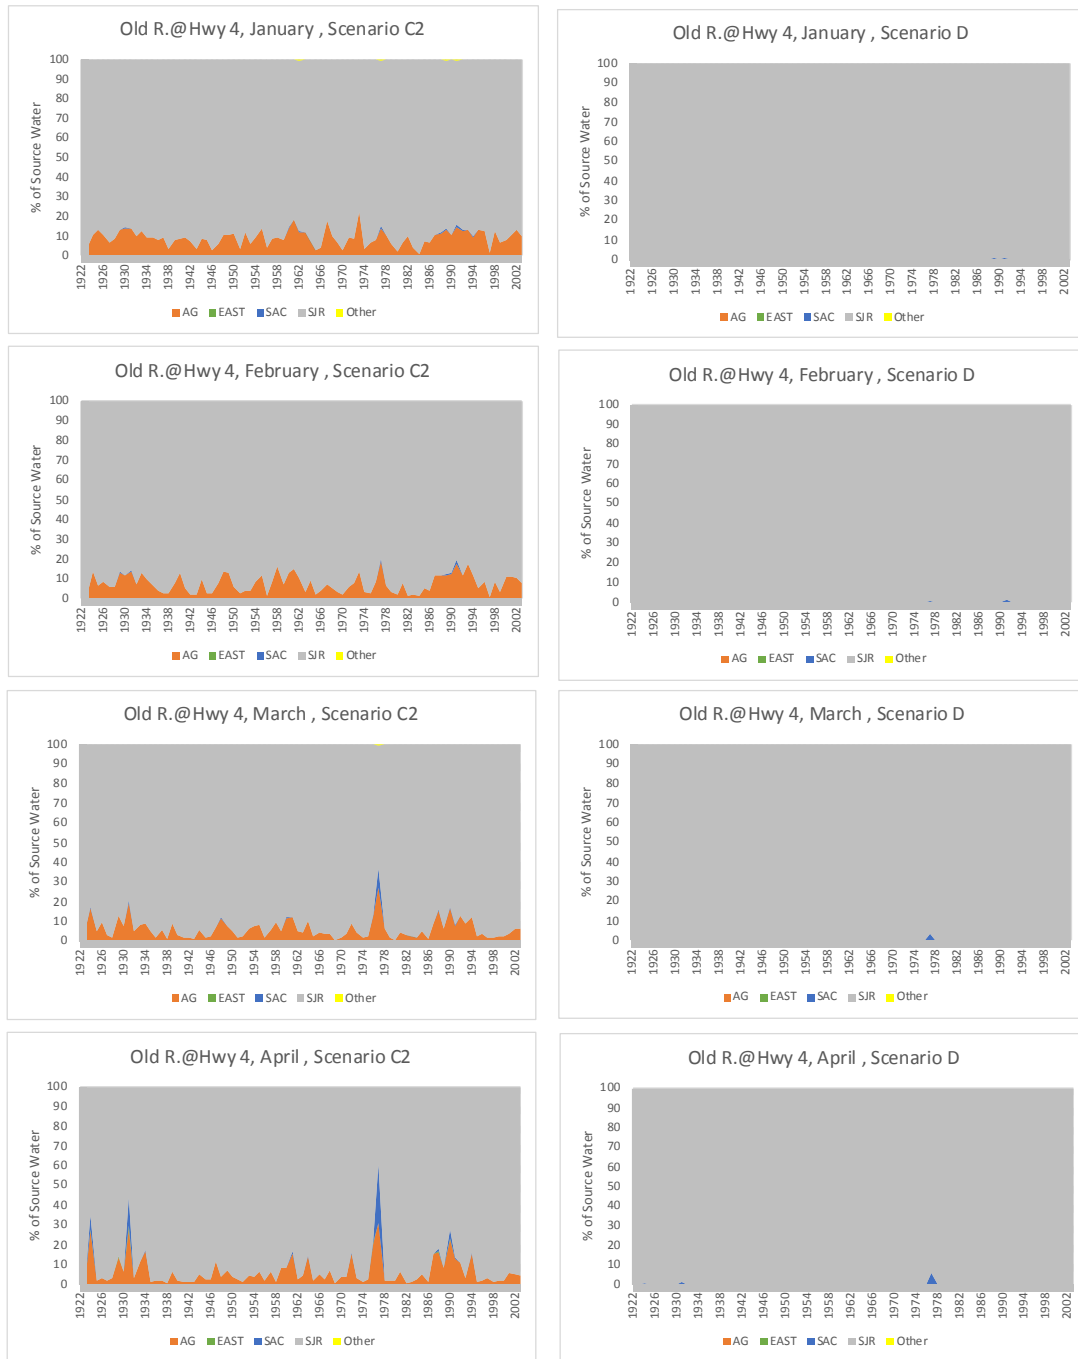 Old R.@Hwy 4, January , Scenario C2
% of Source Water
100
90
80
70
60
50
40
30
20
10
0
1922 1926 1930 1934 1938 1942 1946 1950 1954 1958 1962 1966 1970 1974 1978 1982 1986 1990 1994 1998 2002
AG EAST SAC SJR Other
Old R.@Hwy 4, January , Scenario D
% of Source Water
100
90
80
70
60
50
40
30
20
10
0
1922 1926 1930 1934 1938 1942 1946 1950 1954 1958 1962 1966 1970 1974 1978 1982 1986 1990 1994 1998 2002
AG EAST SAC SJR Other
Old R.@Hwy 4, February , Scenario C2
% of Source Water
100
90
80
70
60
50
40
30
20
10
0
1922 1926 1930 1934 1938 1942 1946 1950 1954 1958 1962 1966 1970 1974 1978 1982 1986 1990 1994 1998 2002
AG EAST SAC SJR Other
Old R.@Hwy 4, February , Scenario D
% of Source Water
100
90
80
70
60
50
40
30
20
10
0
1922 1926 1930 1934 1938 1942 1946 1950 1954 1958 1962 1966 1970 1974 1978 1982 1986 1990 1994 1998 2002
AG EAST SAC SJR Other
Old R.@Hwy 4, March , Scenario C2
% of Source Water
100
90
80
70
60
50
40
30
20
10
0
1922 1926 1930 1934 1938 1942 1946 1950 1954 1958 1962 1966 1970 1974 1978 1982 1986 1990 1994 1998 2002
AG EAST SAC SJR Other
Old R.@Hwy 4, March , Scenario D
% of Source Water
100
90
80
70
60
50
40
30
20
10
0
1922 1926 1930 1934 1938 1942 1946 1950 1954 1958 1962 1966 1970 1974 1978 1982 1986 1990 1994 1998 2002
AG EAST SAC SJR Other
Old R.@Hwy 4, April , Scenario C2
% of Source Water
100
90
80
70
60
50
40
30
20
10
0
1922 1926 1930 1934 1938 1942 1946 1950 1954 1958 1962 1966 1970 1974 1978 1982 1986 1990 1994 1998 2002
AG EAST SAC SJR Other
Old R.@Hwy 4, April , Scenario D
% of Source Water
100
90
80
70
60
50
40
30
20
10
0
1922 1926 1930 1934 1938 1942 1946 1950 1954 1958 1962 1966 1970 1974 1978 1982 1986 1990 1994 1998 2002
AG EAST SAC SJR Other